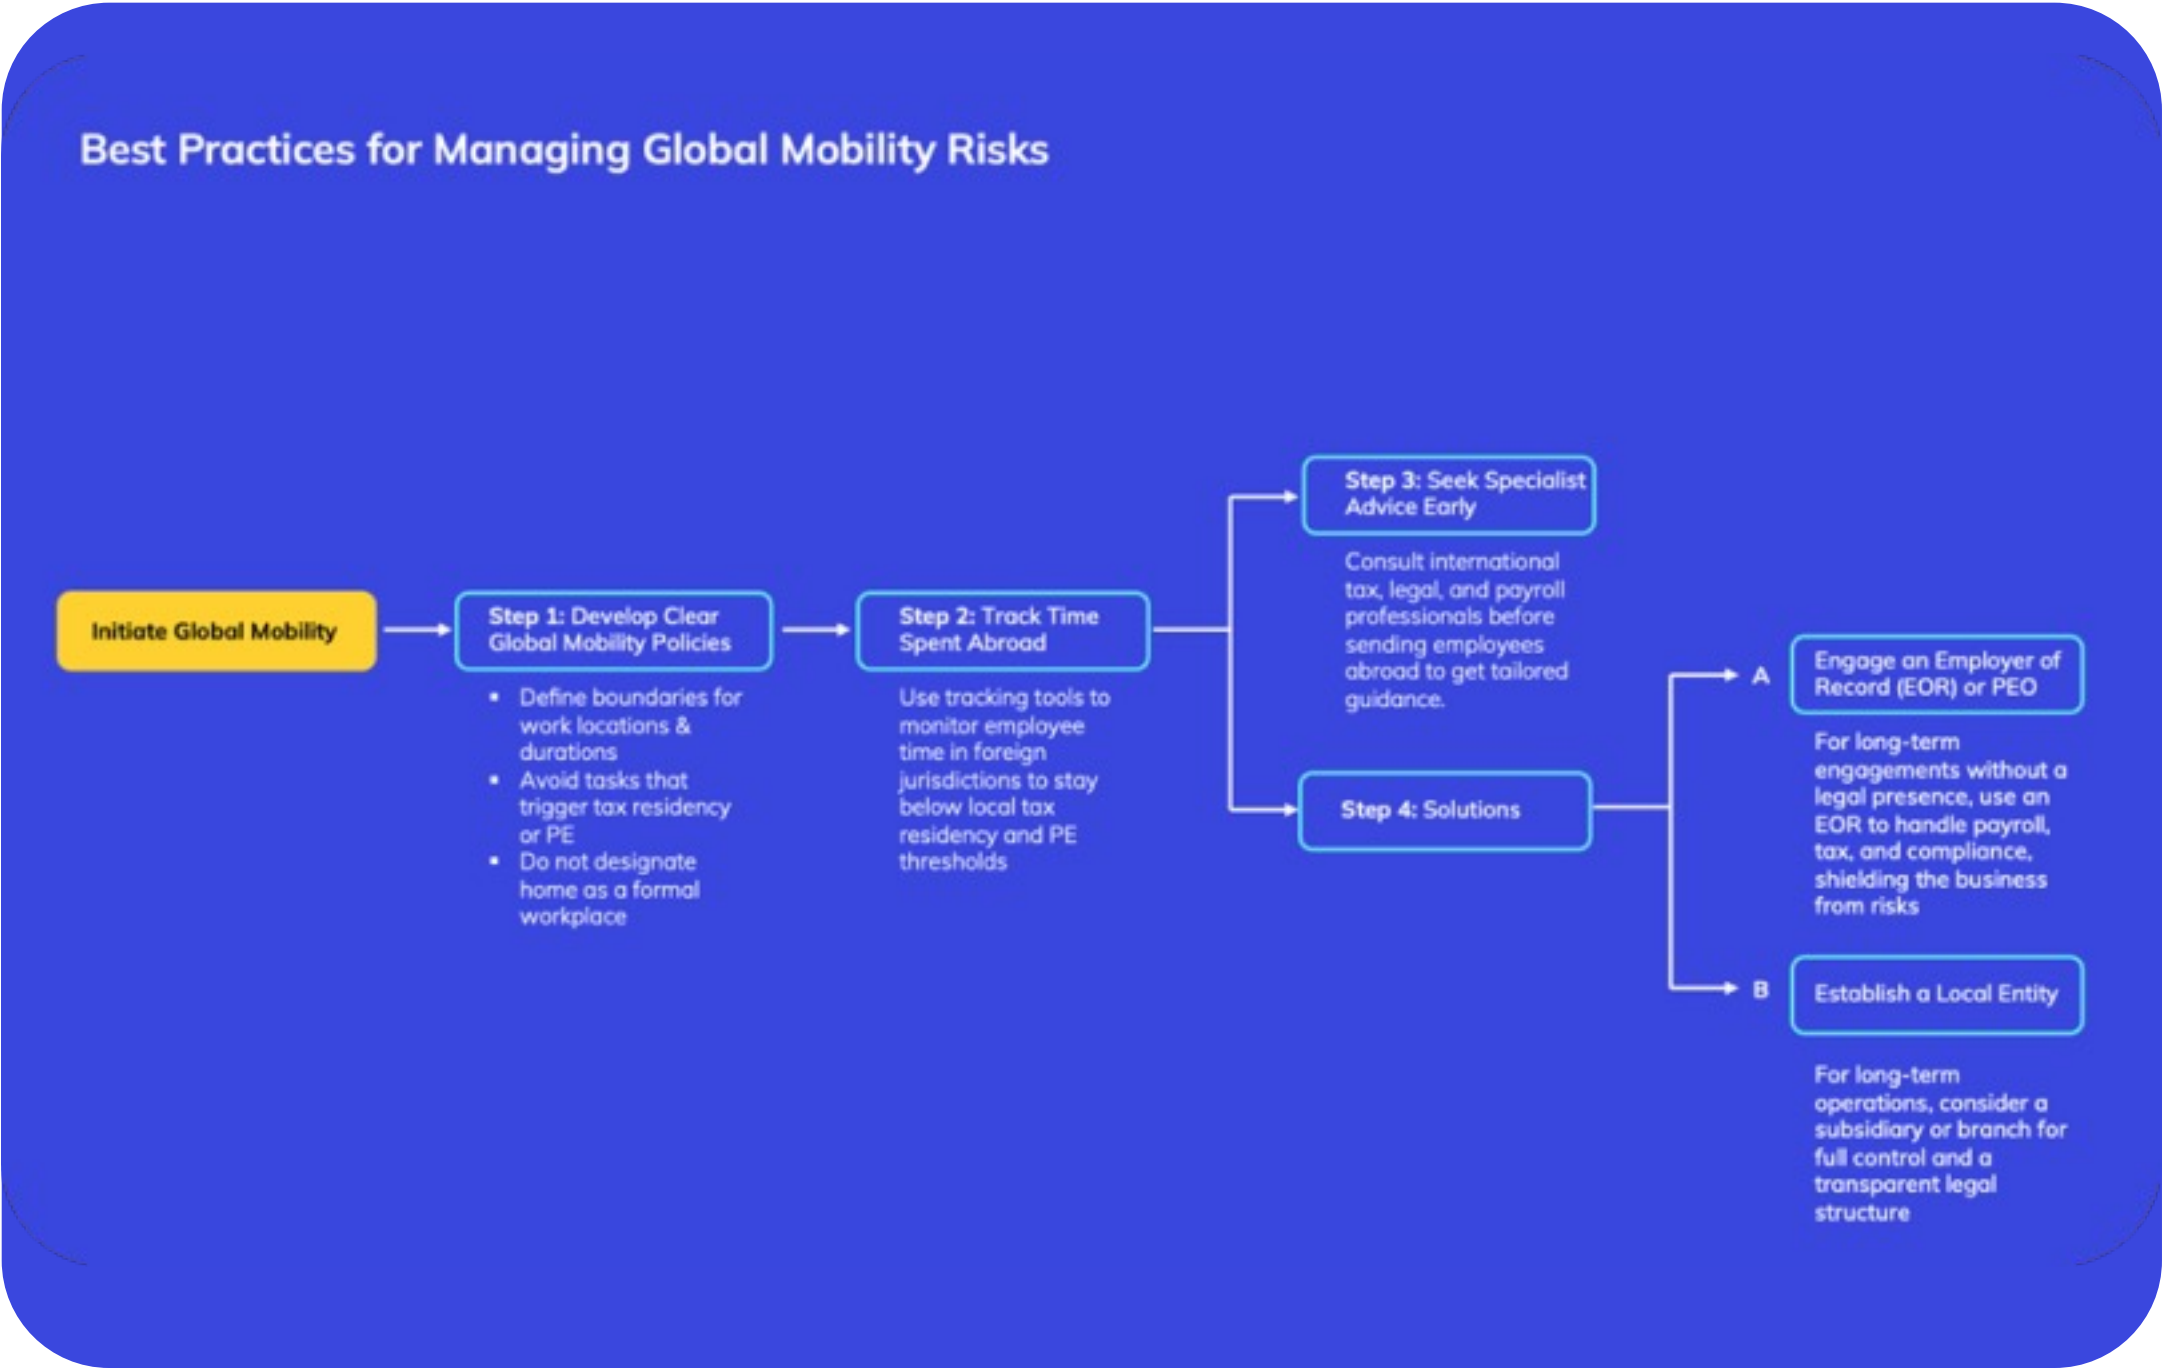 Best Practices for Managing Global Mobility Risks
Initiate Global Mobility
Step 1: Develop Clear
Global Mobility Policies
▪ Define boundaries for
work locations &
durations
▪ Avoid tasks that
trigger tax residency
or PE
▪ Do not designate
home as a formal
workplace
Step 2: Track Time
Spent Abroad
Use tracking tools to
monitor employee
time in foreign
jurisdictions to stay
below local tax
residency and PE
thresholds
Step 3: Seek Specialist
Advice Early
Consult international
tax, legal, and payroll
professionals before
sending employees
abroad to get tailored
guidance.
Step 4: Solutions
A
Engage an Employer of
Record (EOR) or PEO
For long-term
engagements without a
legal presence, use an
EOR to handle payroll,
tax, and compliance,
shielding the business
from risks
B
Establish a Local Entity
For long-term
operations, consider a
subsidiary or branch for
full control and a
transparent legal
structure